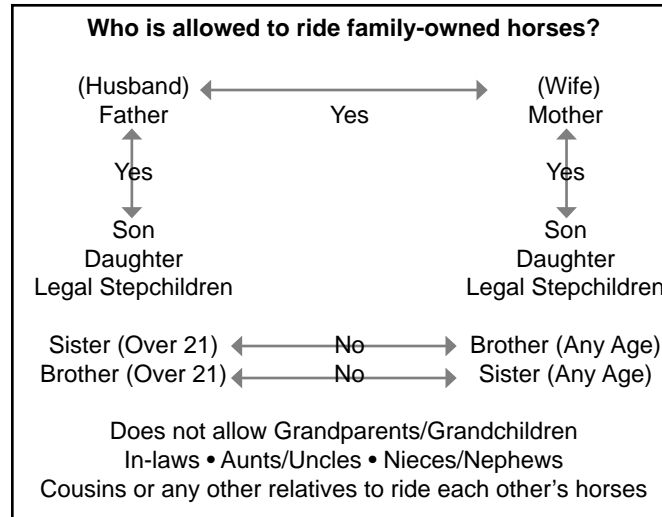 Who is allowed to ride family-owned horses?
(Husband) (Wife)
Father Yes Mother
Yes Yes
Son Son
Daughter Daughter
Legal Stepchildren Legal Stepchildren
Sister (Over 21) No Brother (Any Age)
Brother (Over 21) No Sister (Any Age)
Does not allow Grandparents/Grandchildren
In-laws • Aunts/Uncles • Nieces/Nephews
Cousins or any other relatives to ride each other’s horses